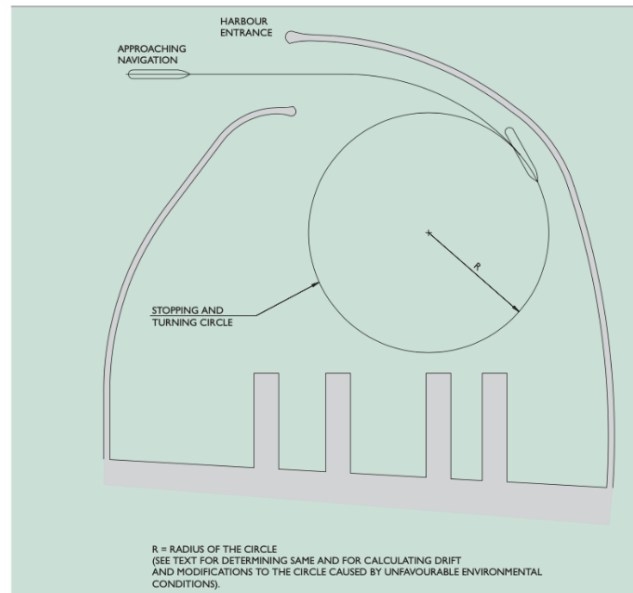 HARBOUR
ENTRANCE
APPROACHING
NAVIGATION
R
STOPPING AND
TURNING CIRCLE
R = RADIUS OF THE CIRCLE
(SEE TEXT FOR DETERMINING SAME AND FOR CALCULATING DRIFT
AND MODIFICATIONS TO THE CIRCLE CAUSED BY UNFAVOURABLE ENVIRONMENTAL
CONDITIONS).